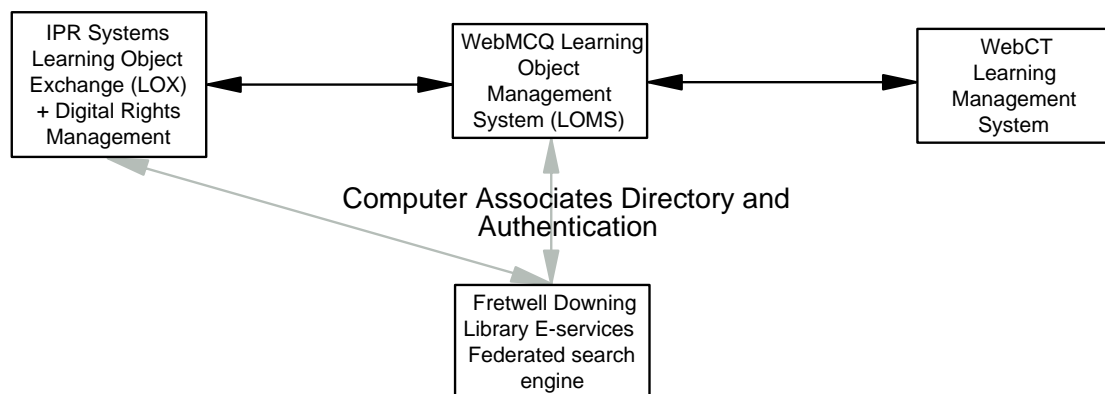 IPR Systems
Learning Object
Exchange (LOX)
+ Digital Rights
Management
WebMCQ Learning
Object
Management
System (LOMS)
WebCT
Learning
Management
System
Computer Associates Directory and
Authentication
Fretwell Downing
Library E-services
Federated search
engine